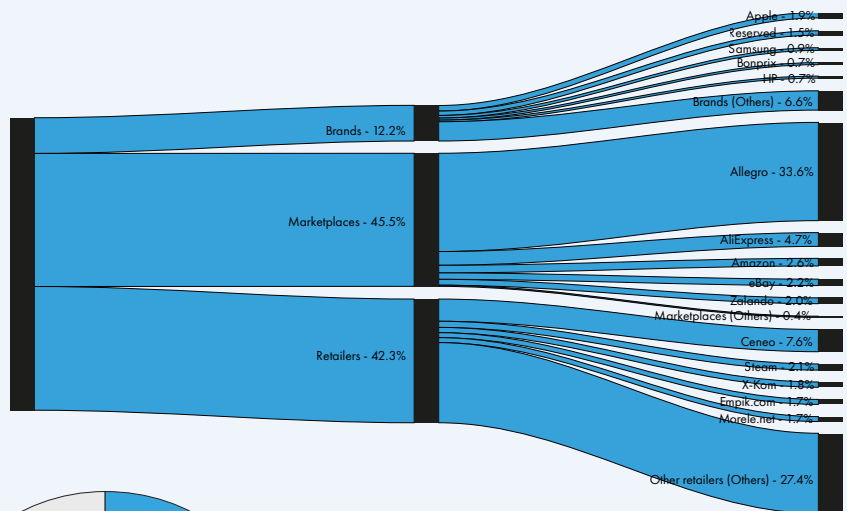 Apple - 1.9%
Reserved - 1.5%
Samsung - 0.9%
Bonprix - 0.7%
HP - 0.7%
Brands (Others) - 6.6%
Brands - 12.2%
Allegro - 33.6%
Marketplaces - 45.5%
AliExpress - 4.7%
Amazon - 2.6%
eBay - 2.2%
Zalando - 2.0%
Marketplaces (Others) - 0.4%
Ceneo - 7.6%
Retailers - 42.3%
Steam - 2.1%
X-Kom - 1.8%
Empik.com - 1.7%
Morele.net - 1.7%
Other retailers (Others) - 27.4%